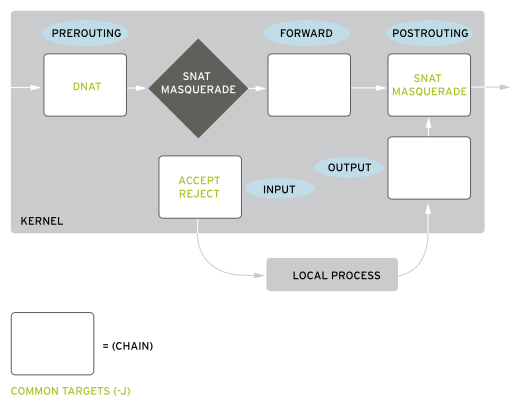 PREROUTING
FORWARD
POSTROUTING
DNAT
SNAT
MASQUERADE
SNAT
MASQUERADE
ACCEPT
REJECT
INPUT
OUTPUT
KERNEL
LOCAL PROCESS
= (CHAIN)
COMMON TARGETS (-J)